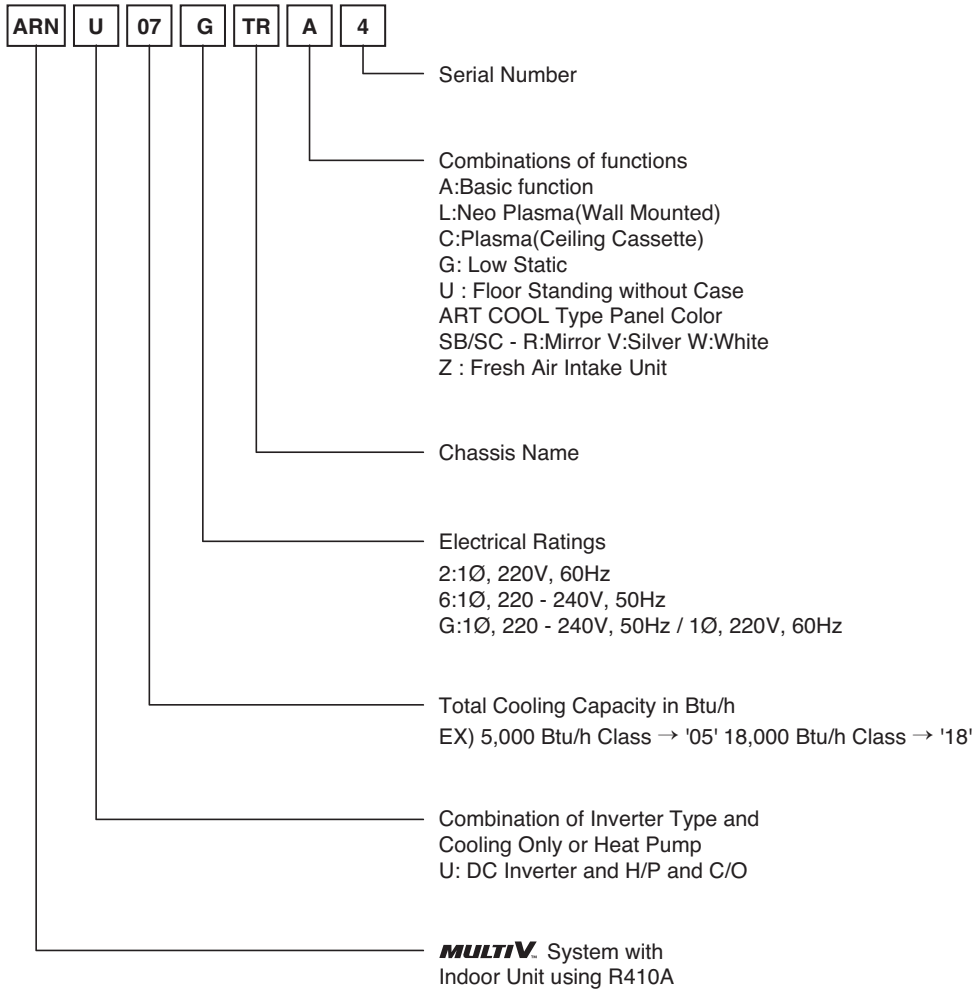 ARN U 07 G TR A 4
Serial Number
Combinations of functions
A:Basic function
L:Neo Plasma(Wall Mounted)
C:Plasma(Ceiling Cassette)
G: Low Static
U : Floor Standing without Case
ART COOL Type Panel Color
SB/SC - R:Mirror V:Silver W:White
Z : Fresh Air Intake Unit
Chassis Name
Electrical Ratings
2:1Ø, 220V, 60Hz
6:1Ø, 220 - 240V, 50Hz
G:1Ø, 220 - 240V, 50Hz / 1Ø, 220V, 60Hz
Total Cooling Capacity in Btu/h
EX) 5,000 Btu/h Class → '05' 18,000 Btu/h Class → '18'
Combination of Inverter Type and
Cooling Only or Heat Pump
U: DC Inverter and H/P and C/O
MULTI V™ System with
Indoor Unit using R410A